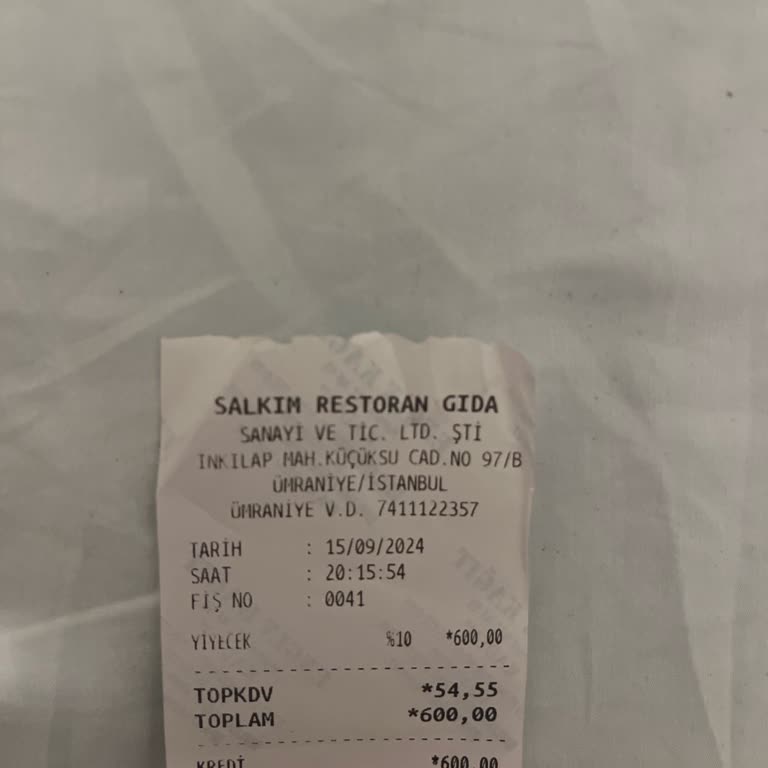 SALKIM RESTORAN GIDA
SANAYİ VE TİC. LTD. ŞTİ
INKILAP MAH.KÜÇÜKSU CAD.NO 97/B
ÜMRANİYE/İSTANBUL
ÜMRANİYE V.D. 7411122357
TARİH : 15/09/2024
SAAT : 20:15:54
FİŞ NO : 0041
YİYECEK %10 *600,00
TOPKDV *54,55
TOPLAM *600,00
KREDİ *600,00